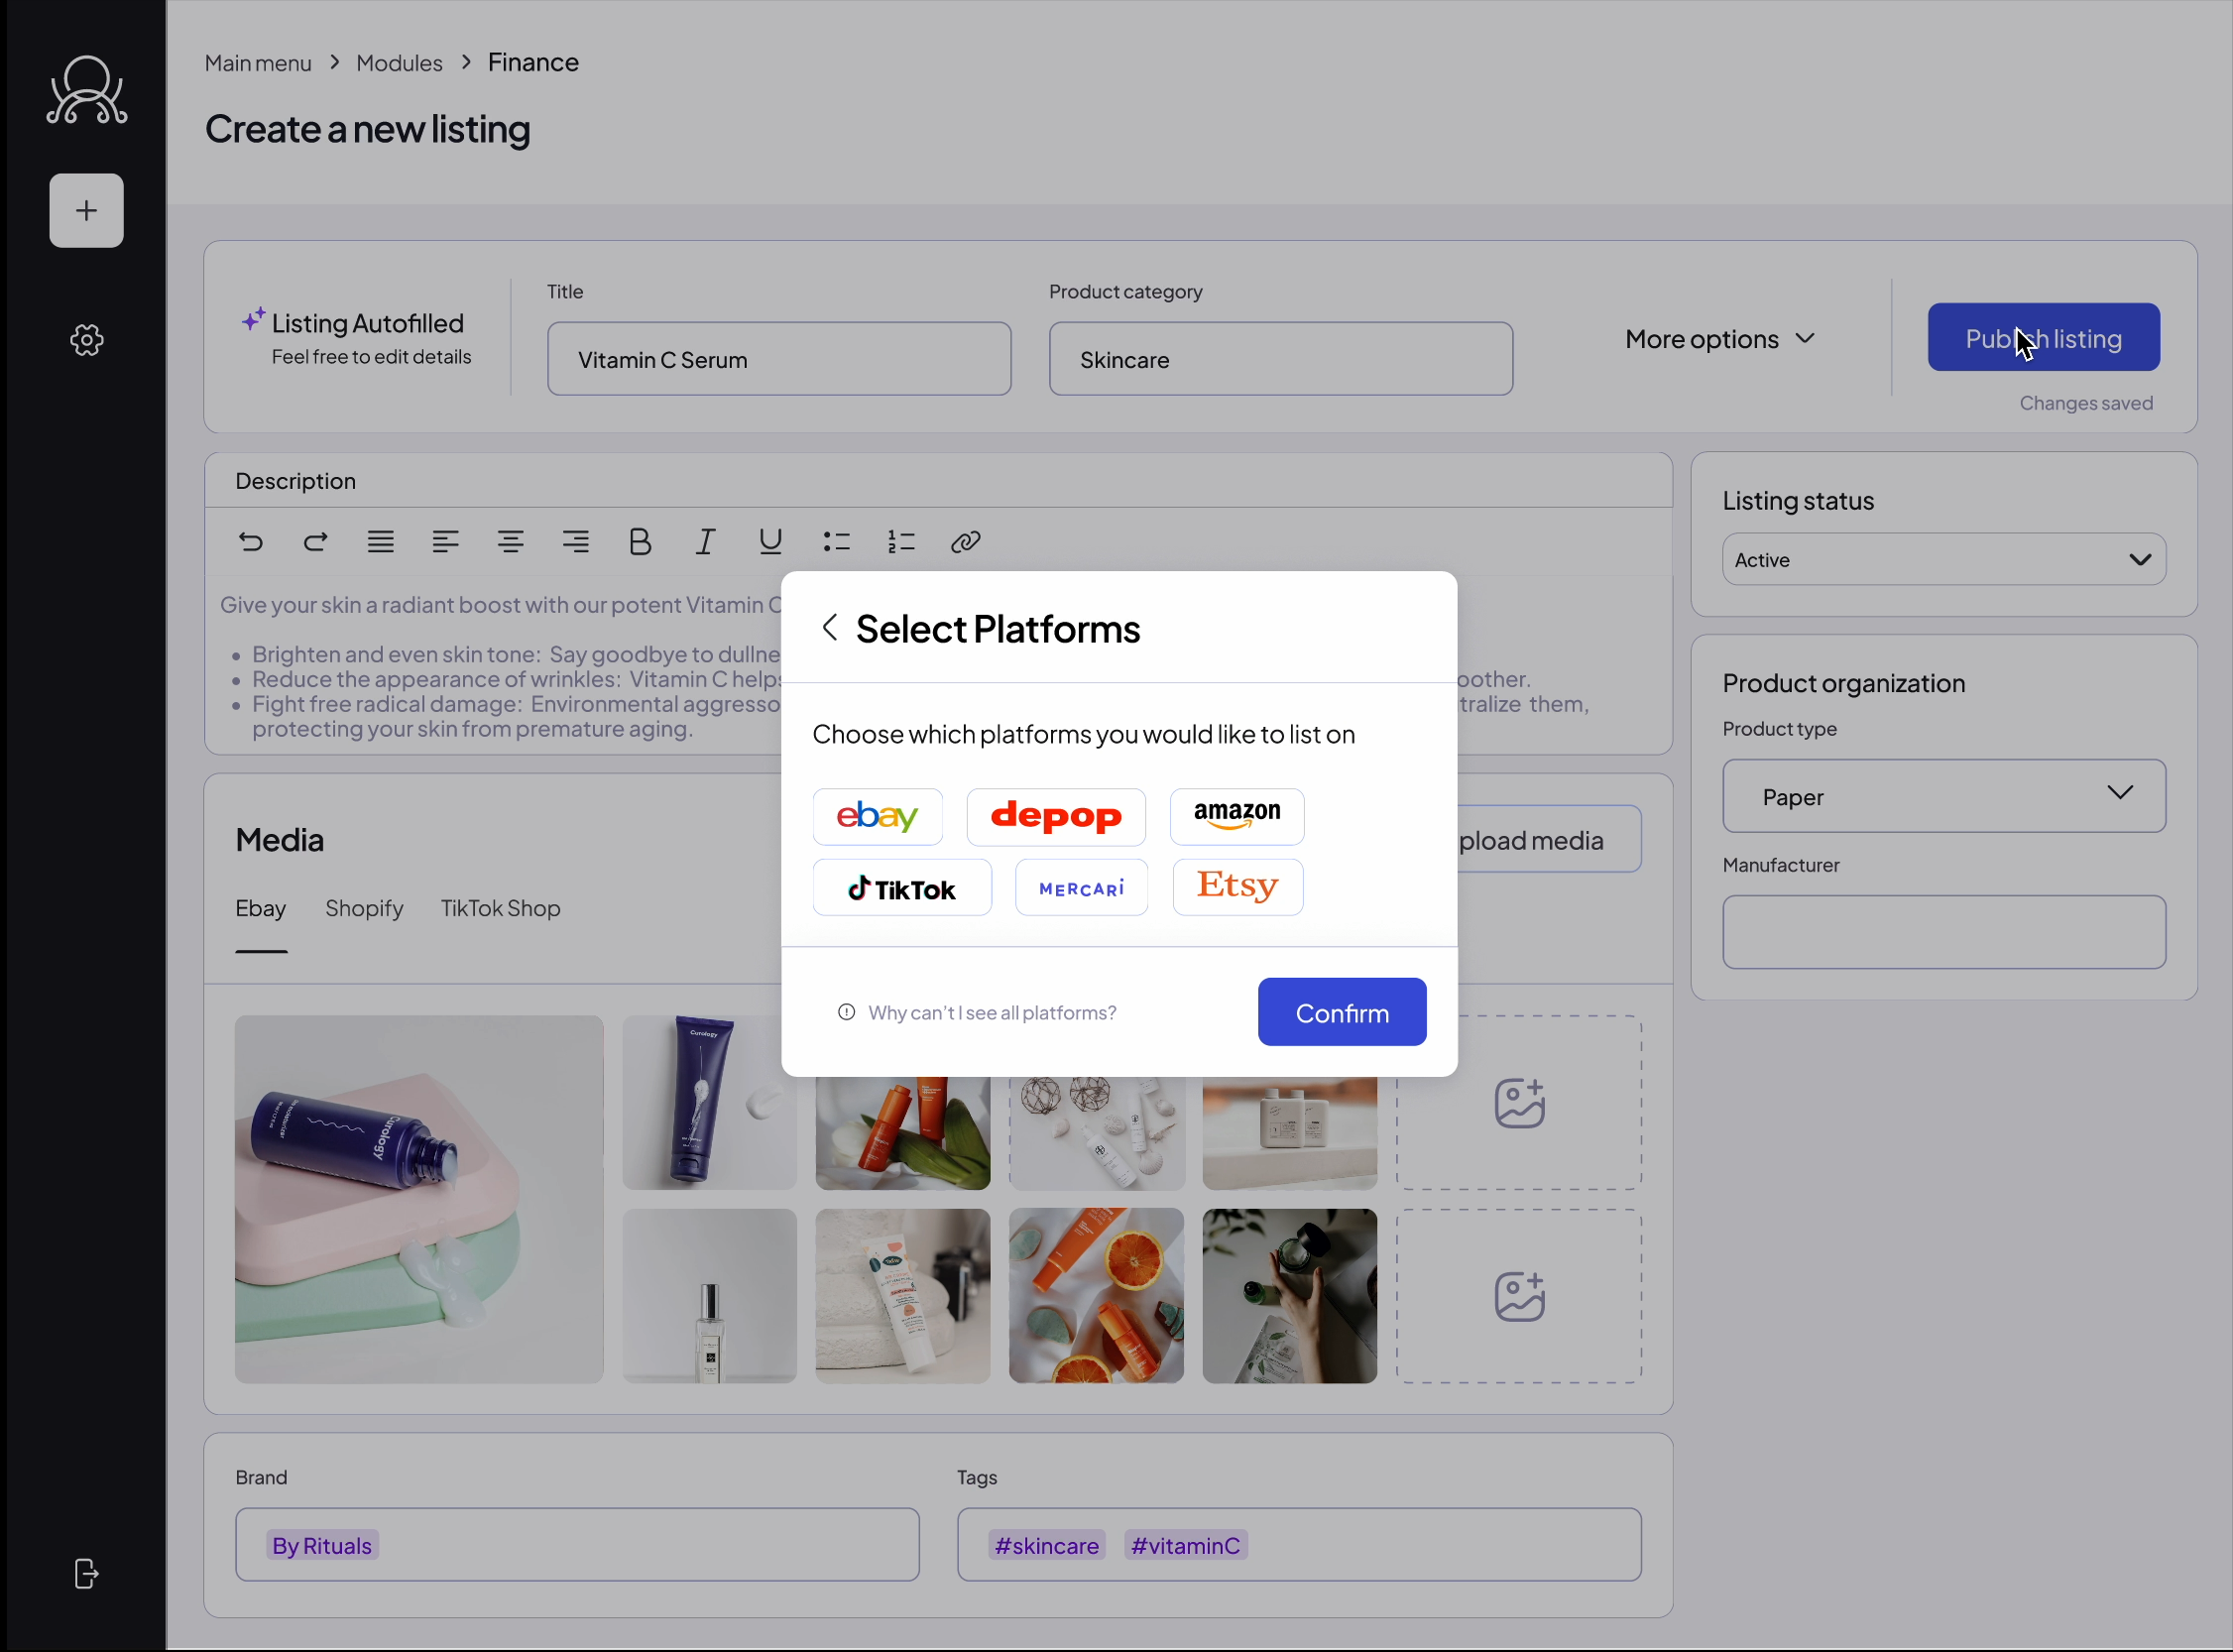 Main menu > Modules > Finance
Create a new listing
Listing Autofilled
Feel free to edit details
Title
Vitamin C Serum
Product category
Skincare
More options
Publish listing
Changes saved
Description
Give your skin a radiant boost with our potent Vitamin C
Brighten and even skin tone: Say goodbye to dullne
Reduce the appearance of wrinkles: Vitamin C helps oother.
Fight free radical damage: Environmental aggresso tralize them,
protecting your skin from premature aging.
Listing status
Active
Product organization
Product type
Paper
Manufacturer
Select Platforms
Choose which platforms you would like to list on
ebay depop amazon
TikTok MERCARI Etsy
Why can't I see all platforms?
Confirm
Media
pload media
Ebay Shopify TikTok Shop
Curology
Curology
Brand
By Rituals
Tags
#skincare #vitaminC